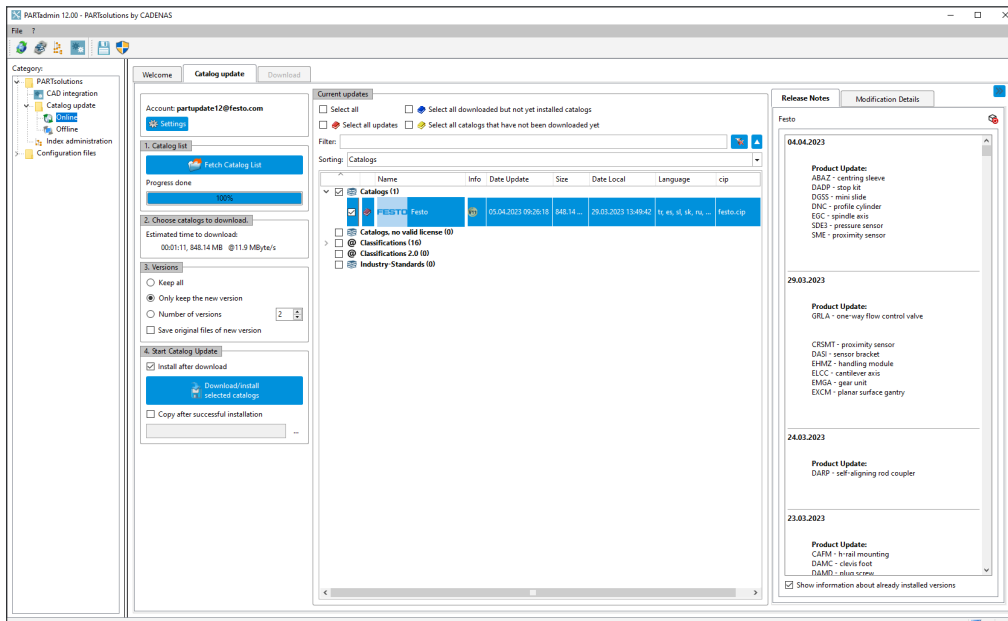 PARTadmin 12.00 - PARTsolutions by CADENAS
File ?
Category:
PARTsolutions
CAD integration
Catalog update
Online
Offline
Index administration
Configuration files
Welcome
Catalog update
Download
Account: partupdate12@festo.com
Settings
1. Catalog list
Fetch Catalog List
Progress done
100%
2. Choose catalogs to download.
Estimated time to download:
00:01:11, 848.14 MB @11.9 MByte/s
3. Versions
Keep all
Only keep the new version
Number of versions 2
Save original files of new version
4. Start Catalog Update
Install after download
Download/install
selected catalogs
Copy after successful installation
...
Current updates
Select all Select all downloaded but not yet installed catalogs
Select all updates Select all catalogs that have not been downloaded yet
Filter:
Sorting: Catalogs
Name Info Date Update Size Date Local Language cip
Catalogs (1)
FESTO Festo 05.04.2023 09:26:18 848.14 ... 29.03.2023 13:49:42 tr, es, sl, sk, ru, ... festo.cip
Catalogs, no valid license (0)
Classifications (16)
Classifications 2.0 (0)
Industry-Standards (0)
Release Notes
Modification Details
Festo
04.04.2023
Product Update:
ABAZ - centring sleeve
DADP - stop kit
DGSS - mini slide
DNC - profile cylinder
EGC - spindle axis
SDE3 - pressure sensor
SME - proximity sensor
29.03.2023
Product Update:
GRLA - one-way flow control valve
CRSMT - proximity sensor
DASI - sensor bracket
EHMZ - handling module
ELCC - cantilever axis
EMGA - gear unit
EXCM - planar surface gantry
24.03.2023
Product Update:
DARP - self-aligning rod coupler
23.03.2023
Product Update:
CAFM - h-rail mounting
DAMC - clevis foot
DAMD - plug screw
Show information about already installed versions